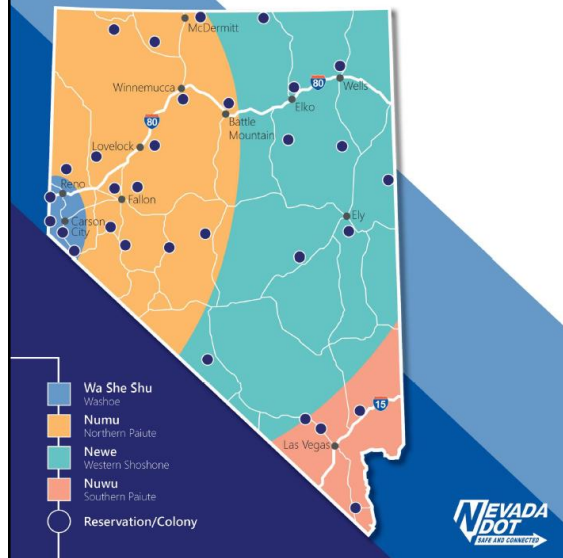 McDermitt
Winnemucca
80
Wells
Elko
80
Battle
Mountain
Lovelock
Reno
Fallon
Carson
City
Ely
15
Las Vegas
Wa She Shu
Washoe
Numu
Northern Paiute
Newe
Western Shoshone
Nuwu
Southern Paiute
Reservation/Colony
NEVADA
DOT
SAFE AND CONNECTED